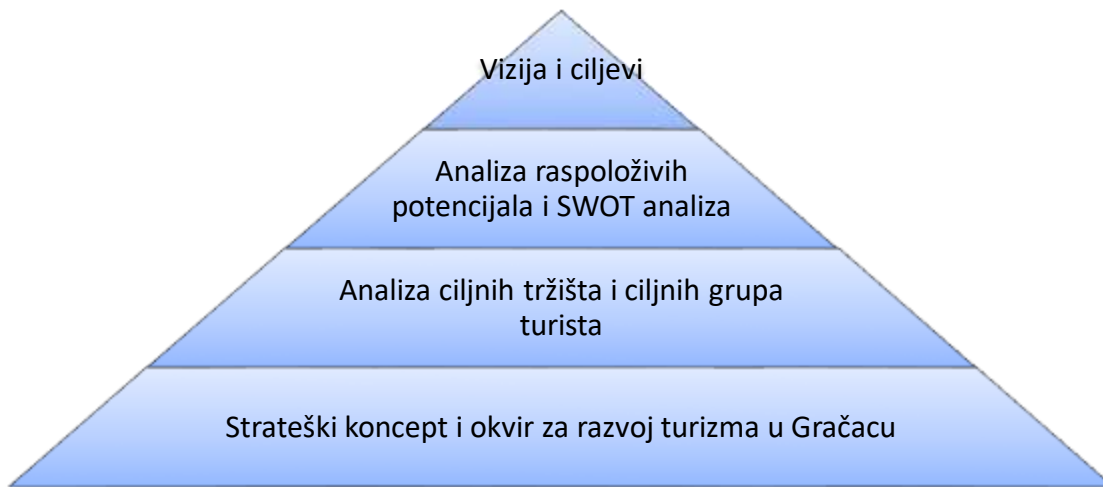 Vizija i ciljevi
Analiza raspoloživih
potencijala i SWOT analiza
Analiza ciljnih tržišta i ciljnih grupa
turista
Strateški koncept i okvir za razvoj turizma u Gračacu